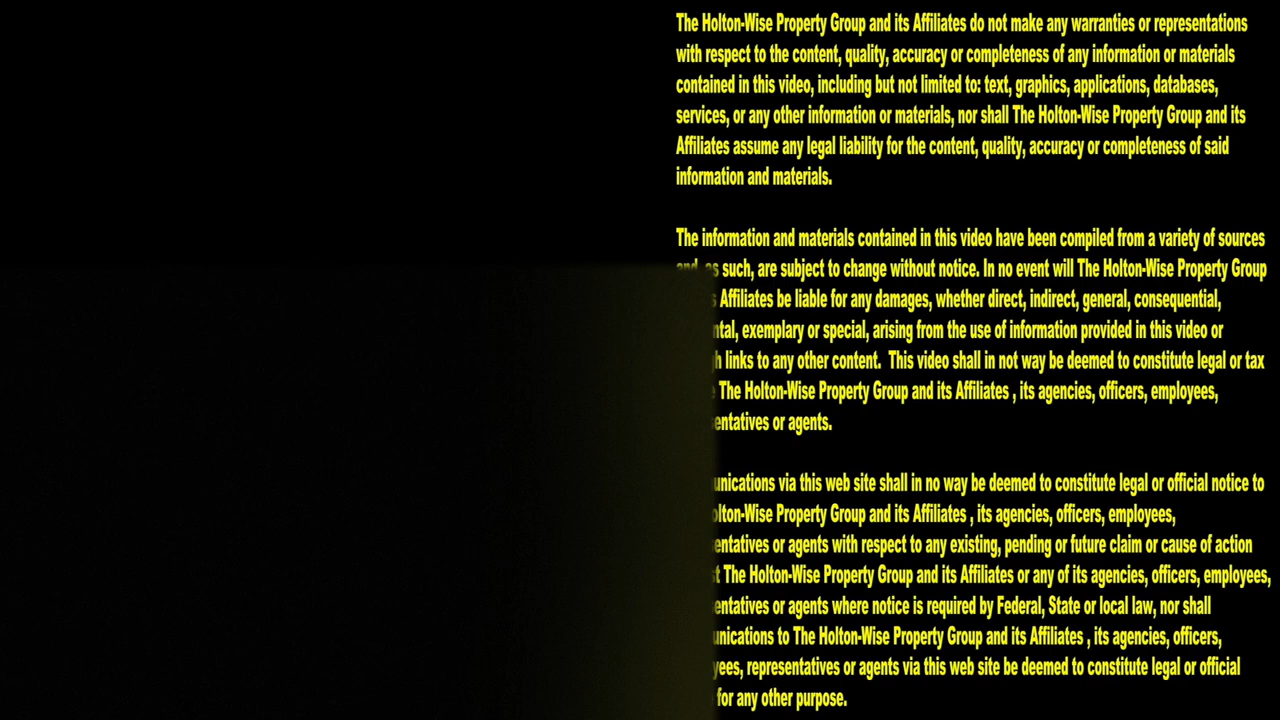 The Holton-Wise Property Group and its Affiliates do not make any warranties or representations
with respect to the content, quality, accuracy or completeness of any information or materials
contained in this video, including but not limited to: text, graphics, applications, databases,
services, or any other information or materials, nor shall The Holton-Wise Property Group and its
Affiliates assume any legal liability for the content, quality, accuracy or completeness of said
information and materials.
The information and materials contained in this video have been compiled from a variety of sources
such, are subject to change without notice. In no event will The Holton-Wise Property Group
Affiliates be liable for any damages, whether direct, indirect, general, consequential,
exemplary or special, arising from the use of information provided in this video or
links to any other content. This video shall in not way be deemed to constitute legal or tax
The Holton-Wise Property Group and its Affiliates , its agencies, officers, employees,
or agents.
via this web site shall in no way be deemed to constitute legal or official notice to
Property Group and its Affiliates , its agencies, officers, employees,
or agents with respect to any existing, pending or future claim or cause of action
The Holton-Wise Property Group and its Affiliates or any of its agencies, officers, employees,
or agents where notice is required by Federal, State or local law, nor shall
to The Holton-Wise Property Group and its Affiliates , its agencies, officers,
representatives or agents via this web site be deemed to constitute legal or official
for any other purpose.